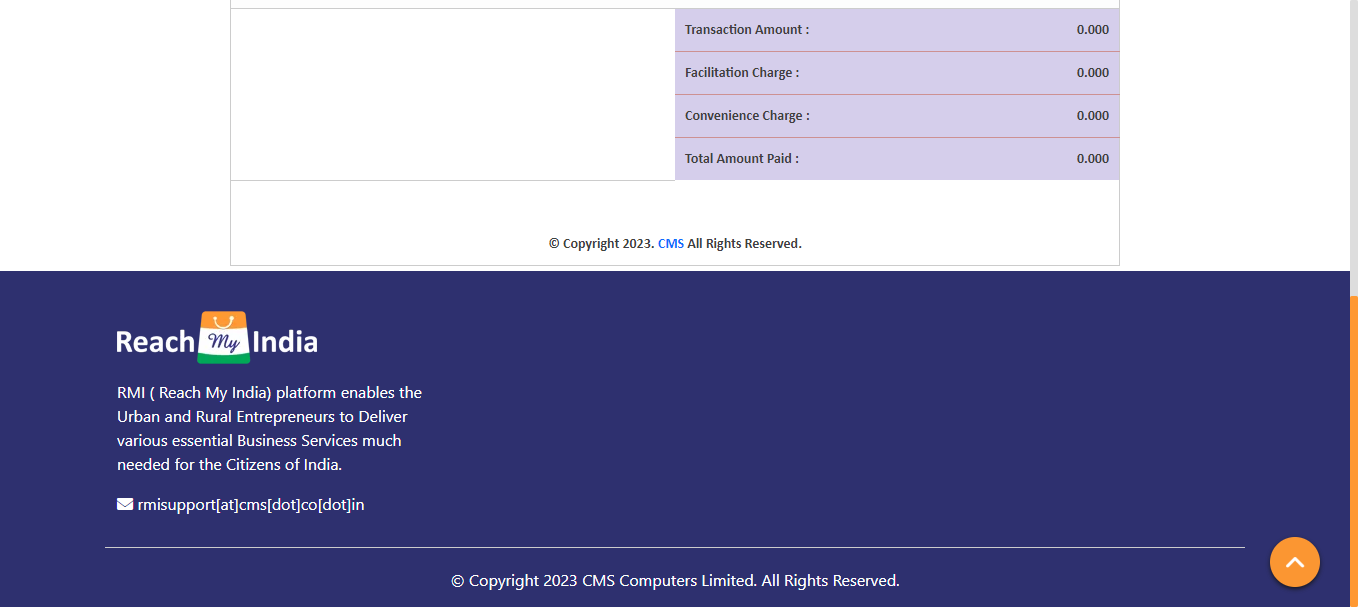 Transaction Amount : 0.000
Facilitation Charge : 0.000
Convenience Charge : 0.000
Total Amount Paid : 0.000
© Copyright 2023. CMS All Rights Reserved.
Reach My India
RMI ( Reach My India) platform enables the
Urban and Rural Entrepreneurs to Deliver
various essential Business Services much
needed for the Citizens of India.
rmisupport[at]cms[dot]co[dot]in
© Copyright 2023 CMS Computers Limited. All Rights Reserved.